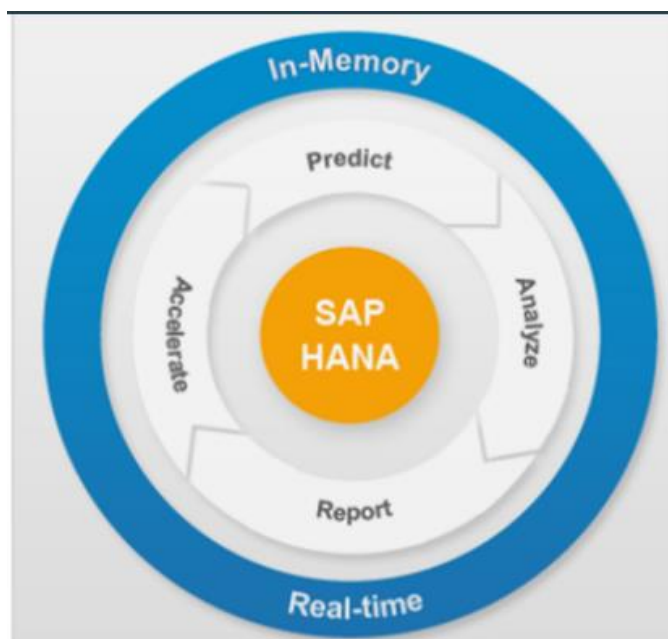 In-Memory
Predict
Accelerate
SAP
HANA
Analyze
Report
Real-time